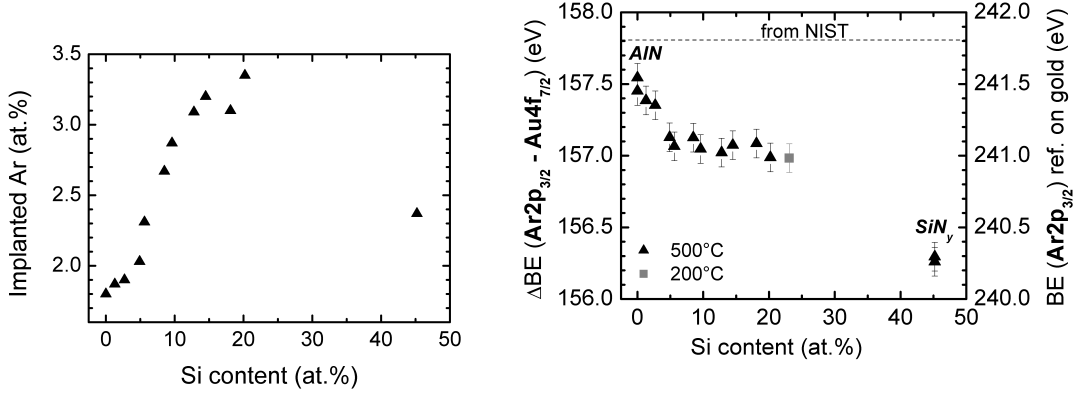 3.5
3.0
2.5
2.0
Implanted Ar (at.%)
0 10 20 30 40 50
Si content (at.%)
158.0
157.5
157.0
156.5
156.0
ΔBE (Ar2p3/2 - Au4f7/2) (eV)
from NIST
AlN
SiNy
500°C
200°C
242.0
241.5
241.0
240.5
240.0
BE (Ar2p3/2) ref. on gold (eV)
0 10 20 30 40 50
Si content (at.%)